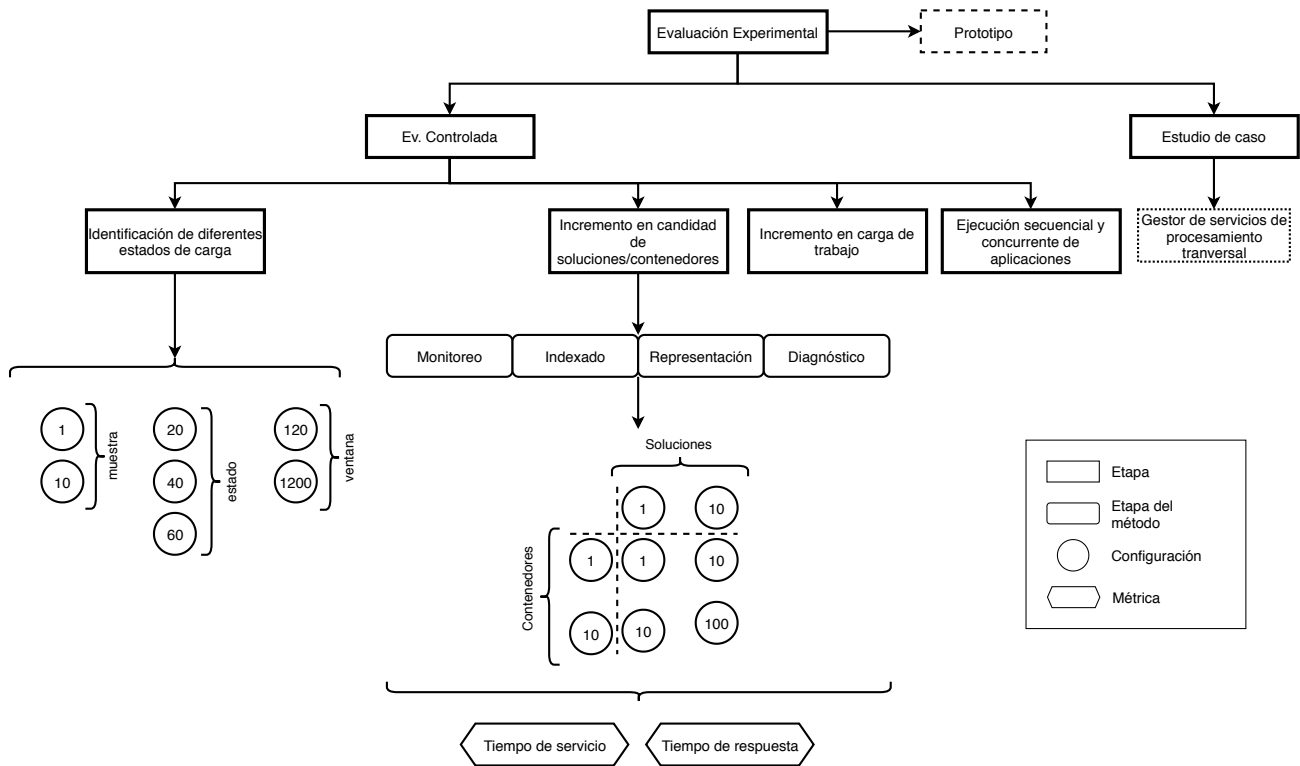 Evaluación Experimental
Prototipo
Ev. Controlada
Estudio de caso
Identificación de diferentes
estados de carga
Incremento en candidad
de
soluciones/contenedores
Incremento en carga de
trabajo
Ejecución secuencial y
concurrente de
aplicaciones
Gestor de servicios de
procesamiento
tranversal
Monitoreo
Indexado
Representación
Diagnóstico
1
10
muestra
20
40
60
estado
120
1200
ventana
Soluciones
1
10
Contenedores
1
1
10
10
10
100
Tiempo de servicio
Tiempo de respuesta
Etapa
Etapa del
método
Configuración
Métrica